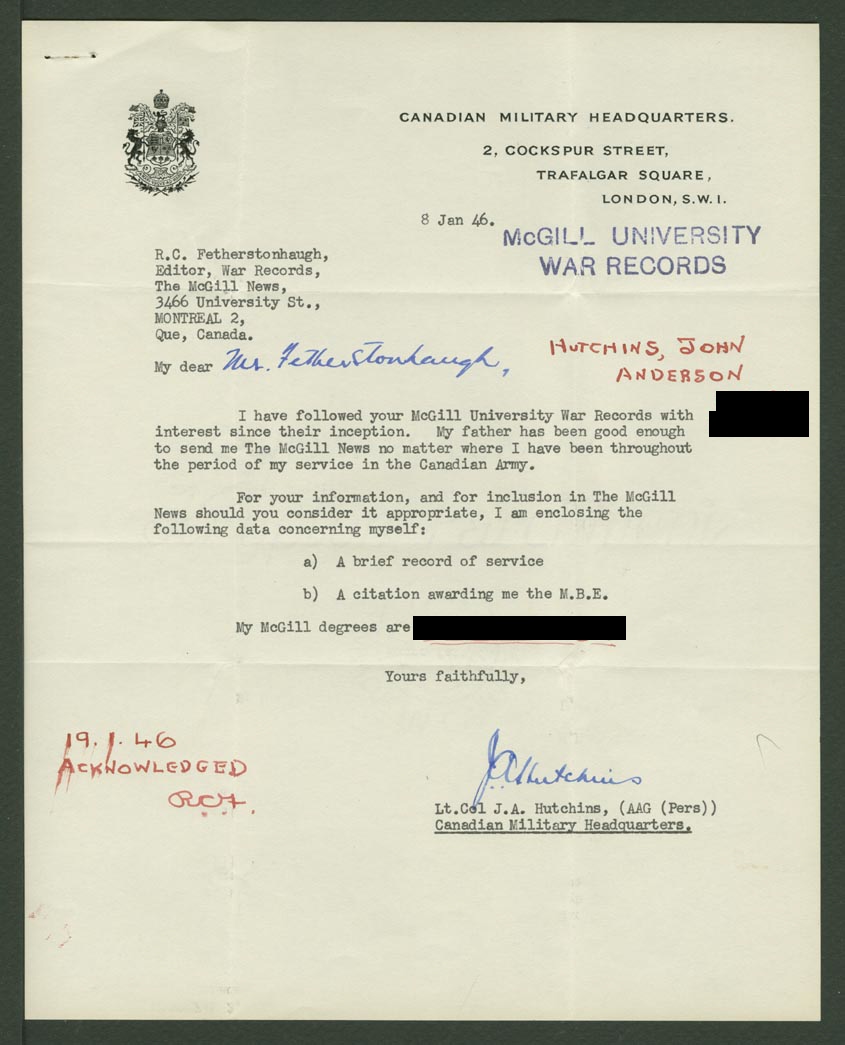 CANADIAN MILITARY HEADQUARTERS.
2, COCKSPUR STREET,
TRAFALGAR SQUARE,
LONDON, S.W.1.
8 Jan 46.
McGILL UNIVERSITY
WAR RECORDS
R.C. Fetherstonhaugh,
Editor, War Records,
The McGill News,
3466 University St.,
MONTREAL 2,
Que, Canada.
HUTCHINS, JOHN
ANDERSON
My dear Mr. Fetherstonhaugh,
I have followed your McGill University War Records with
interest since their inception. My father has been good enough
to send me The McGill News no matter where I have been throughout
the period of my service in the Canadian Army.
For your information, and for inclusion in The McGill
News should you consider it appropriate, I am enclosing the
following data concerning myself:
a) A brief record of service
b) A citation awarding me the M.B.E.
My McGill degrees are
Yours faithfully,
19.1.46
ACKNOWLEDGED
RCF.
JAHutchins
Lt.Col J.A. Hutchins, (AAG (Pers))
Canadian Military Headquarters.